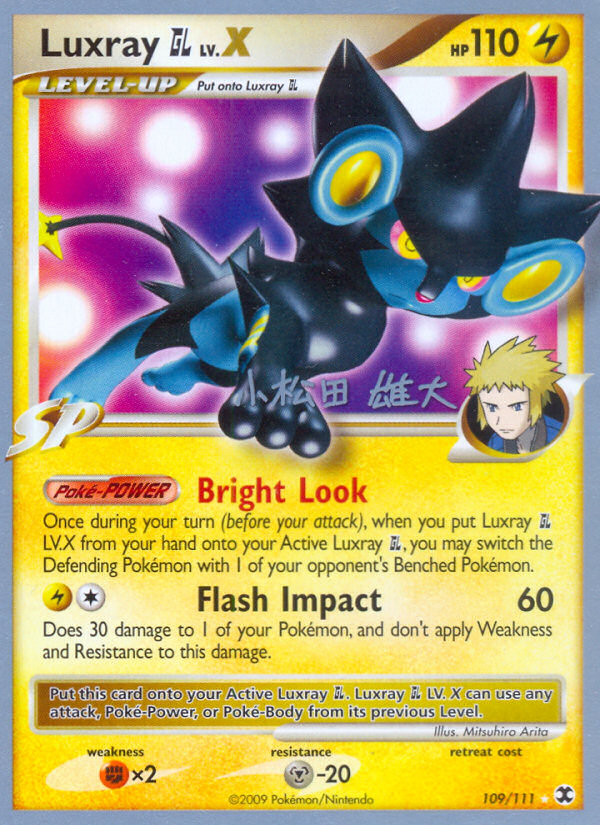 Luxray GL LV.X HP110
LEVEL-UP Put onto Luxray GL
小松田 雄大
SP
Poké-POWER Bright Look
Once during your turn (before your attack), when you put Luxray GL
LV.X from your hand onto your Active Luxray GL, you may switch the
Defending Pokémon with 1 of your opponent's Benched Pokémon.
Flash Impact 60
Does 30 damage to 1 of your Pokémon, and don't apply Weakness
and Resistance to this damage.
Put this card onto your Active Luxray GL. Luxray GL LV. X can use any
attack, Poké-Power, or Poké-Body from its previous Level.
Illus. Mitsuhiro Arita
weakness resistance retreat cost
×2 -20
©2009 Pokémon/Nintendo 109/111